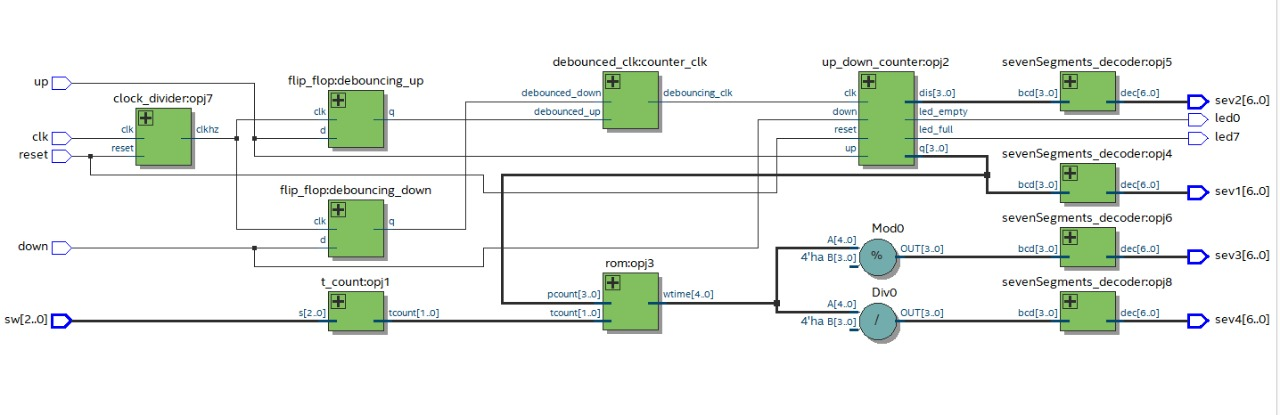 debounced_clk:counter_clk
up_down_counter:opj2
sevenSegments_decoder:opj5
up
flip_flop:debouncing_up
debounced_down
debouncing_clk
clk
dis[3..0]
bcd[3..0]
dec[6..0]
sev2[6..0]
clock_divider:opj7
clk
q
debounced_up
down
led_empty
led0
clk
clk
clkhz
d
reset
led_full
led7
reset
reset
up
q[3..0]
sevenSegments_decoder:opj4
flip_flop:debouncing_down
bcd[3..0]
dec[6..0]
sev1[6..0]
clk
q
sevenSegments_decoder:opj6
down
d
Mod0
A[4..0]
OUT[3..0]
bcd[3..0]
dec[6..0]
sev3[6..0]
4'ha B[3..0]
%
rom:opj3
t_count:opj1
pcount[3..0]
wtime[4..0]
Div0
sevenSegments_decoder:opj8
sw[2..0]
s[2..0]
tcount[1..0]
tcount[1..0]
A[4..0]
OUT[3..0]
bcd[3..0]
dec[6..0]
sev4[6..0]
4'ha B[3..0]
/